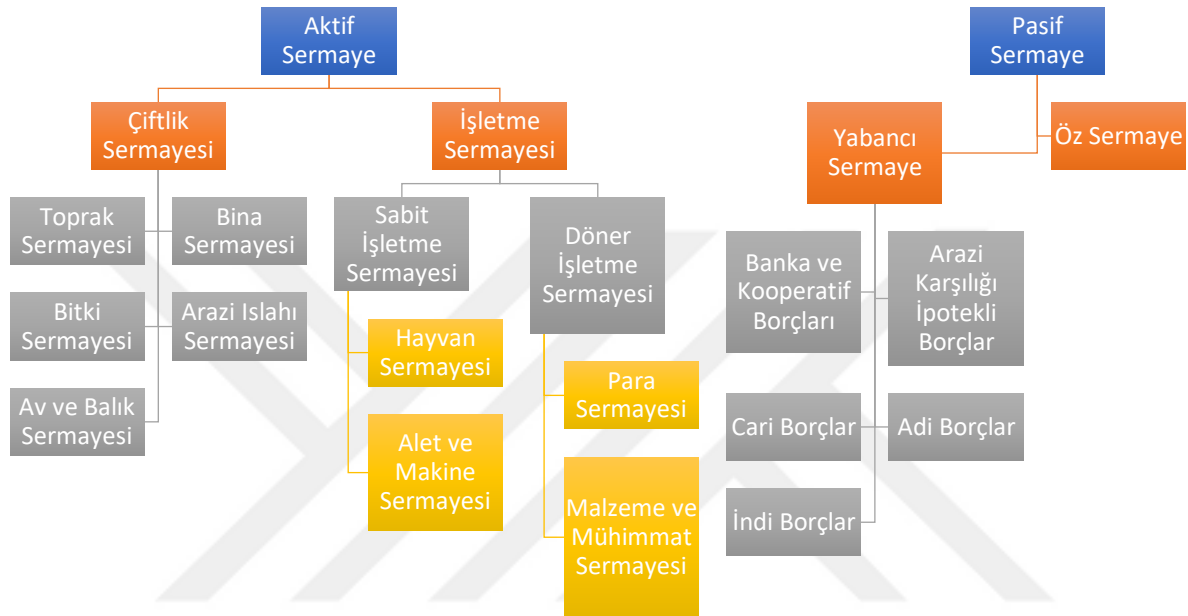 Aktif
Sermaye
Çiftlik
Sermayesi
Toprak
Sermayesi
Bina
Sermayesi
Bitki
Sermayesi
Arazi Islahı
Sermayesi
Av ve Balık
Sermayesi
İşletme
Sermayesi
Sabit
İşletme
Sermayesi
Hayvan
Sermayesi
Alet ve
Makine
Sermayesi
Döner
İşletme
Sermayesi
Para
Sermayesi
Malzeme ve
Mühimmat
Sermayesi
Pasif
Sermaye
Yabancı
Sermaye
Öz Sermaye
Banka ve
Kooperatif
Borçları
Arazi
Karşılığı
İpotekli
Borçlar
Cari Borçlar
Adi Borçlar
İndi Borçlar